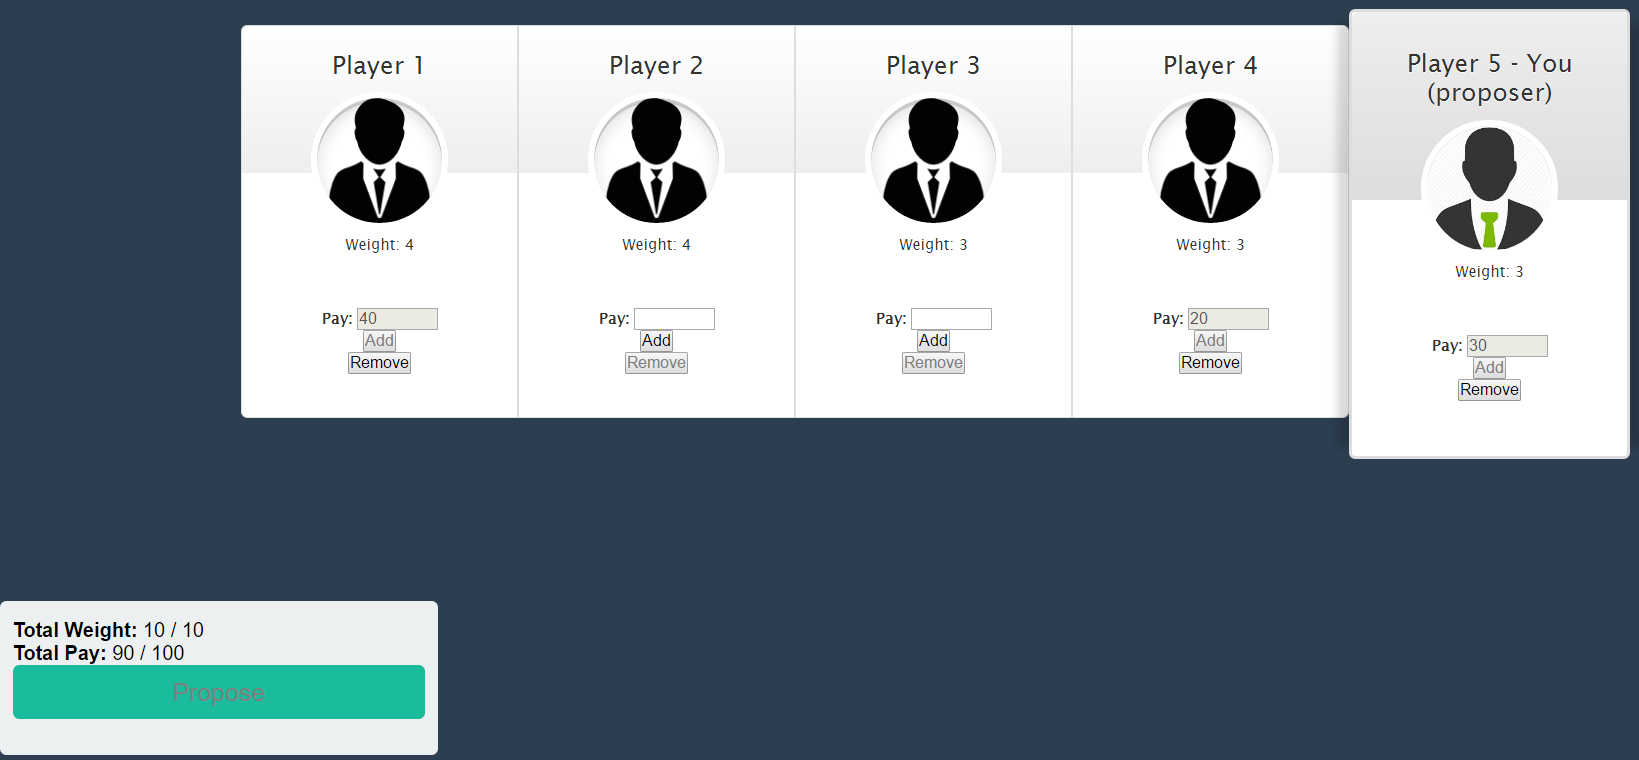 Player 1
Weight: 4
Pay: 40
Add
Remove
Player 2
Weight: 4
Pay:
Add
Remove
Player 3
Weight: 3
Pay:
Add
Remove
Player 4
Weight: 3
Pay: 20
Add
Remove
Player 5 - You
(proposer)
Weight: 3
Pay: 30
Add
Remove
Total Weight: 10 / 10
Total Pay: 90 / 100
Propose